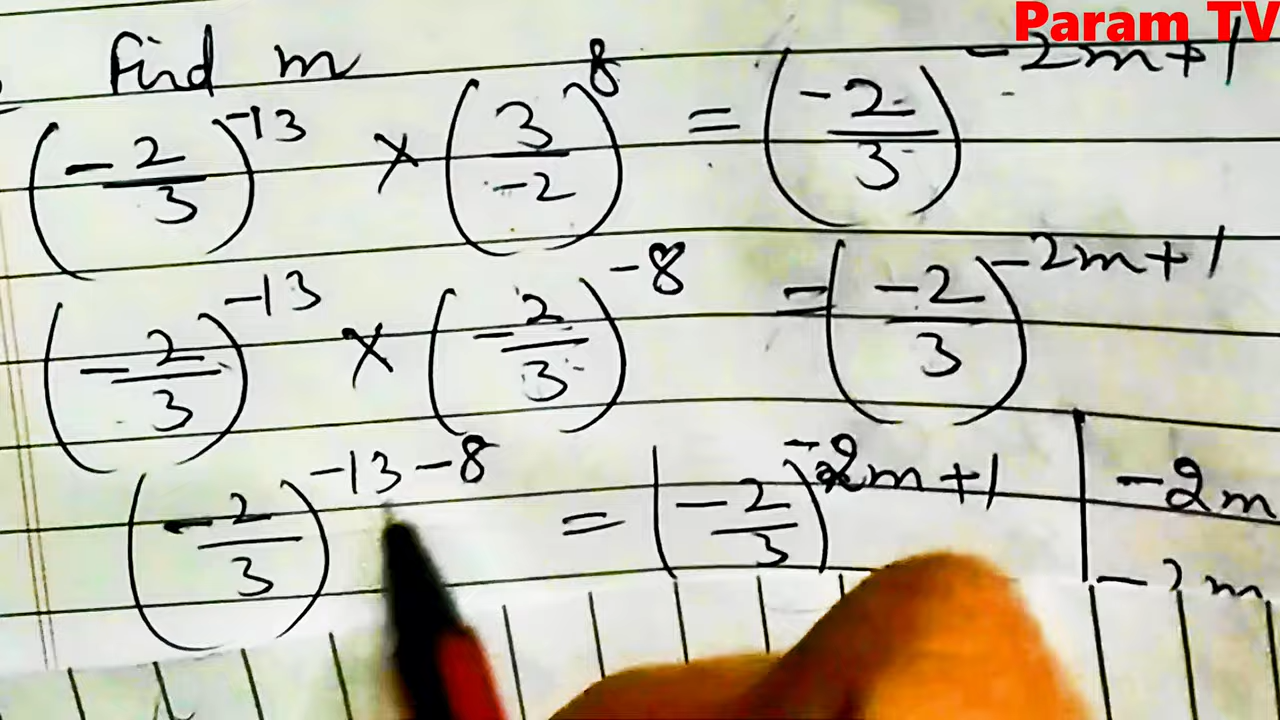 Param TV
Find m
(-2/3)^-13 × (3/-2)^8 = (-2/3)^-2m+1
(-2/3)^-13 × (-2/3)^-8 = (-2/3)^-2m+1
(-2/3)^-13-8 = (-2/3)^-2m+1 | -2m
-2m